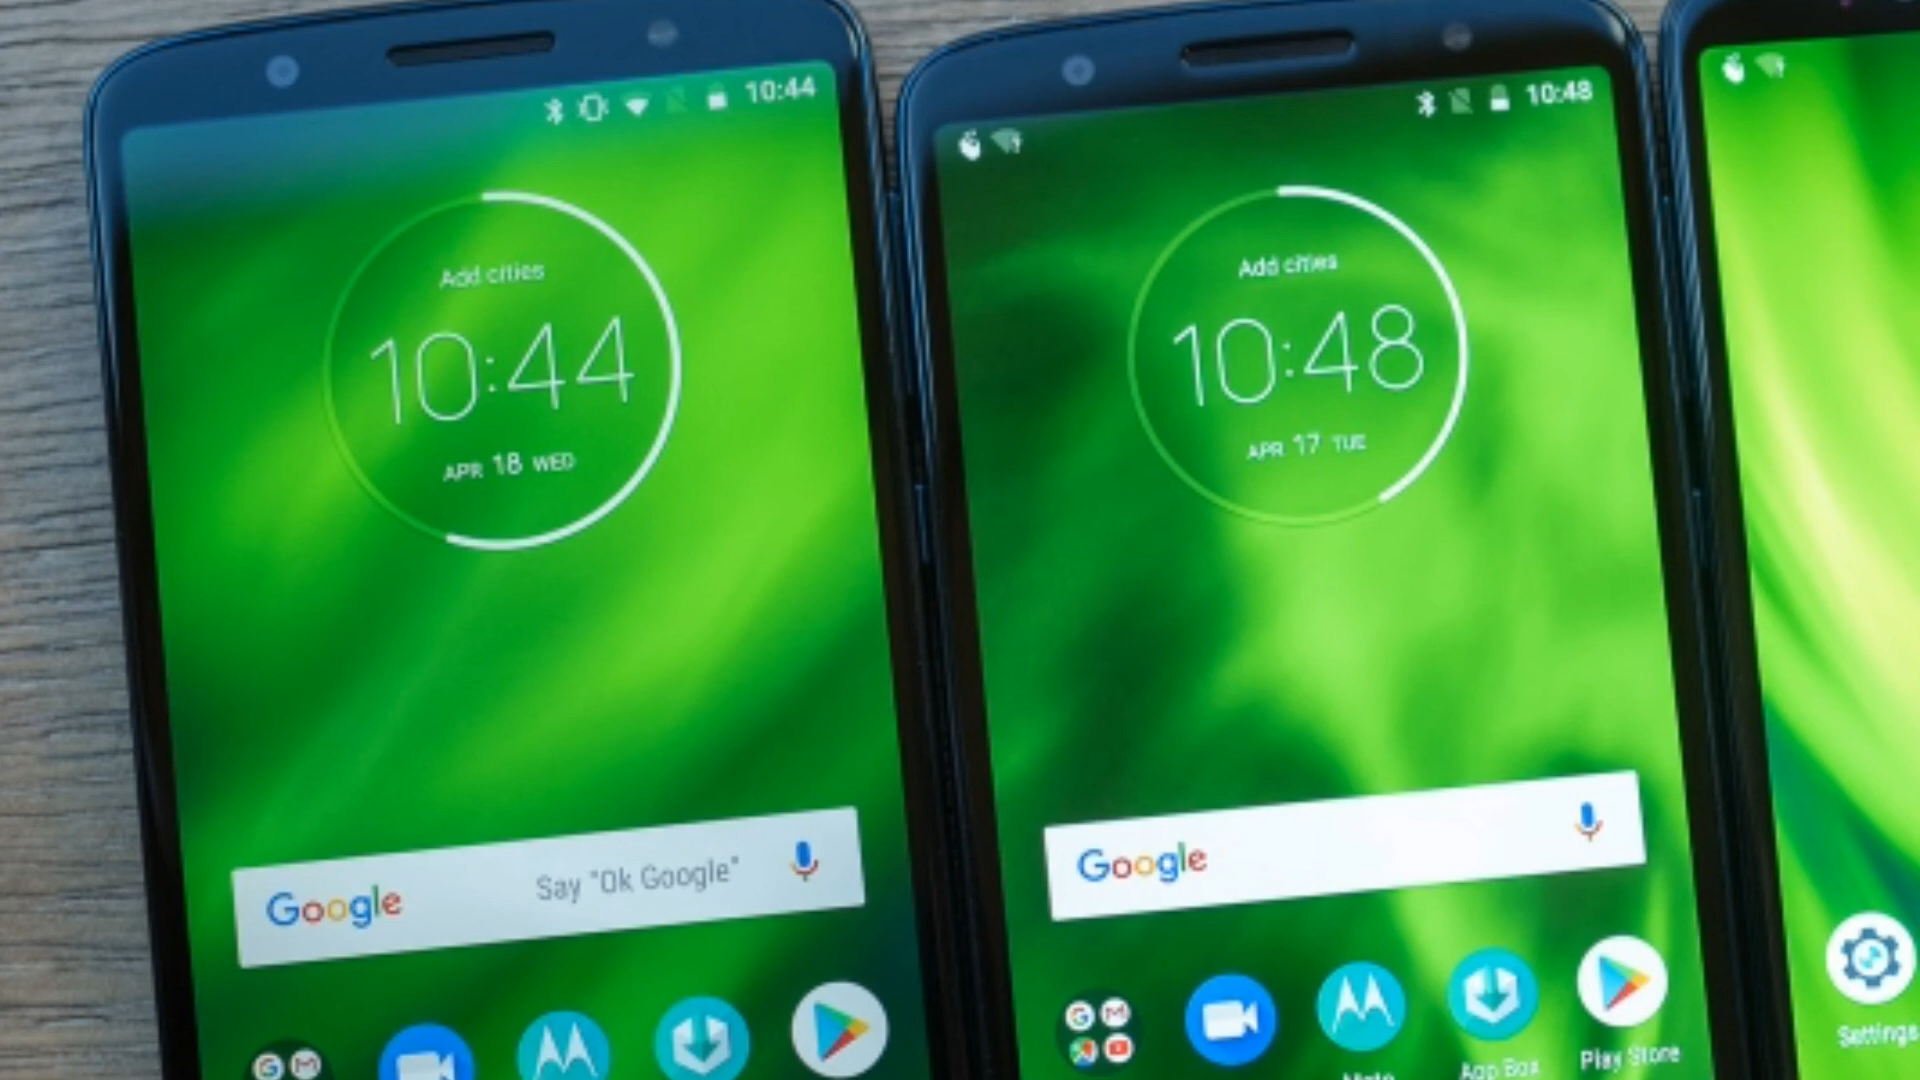 10:44
Add cities
10:44
APR 18 WED
Google Say "Ok Google"
10:48
Add cities
10:48
APR 17 TUE
Google
App Box
Play Store
Settings